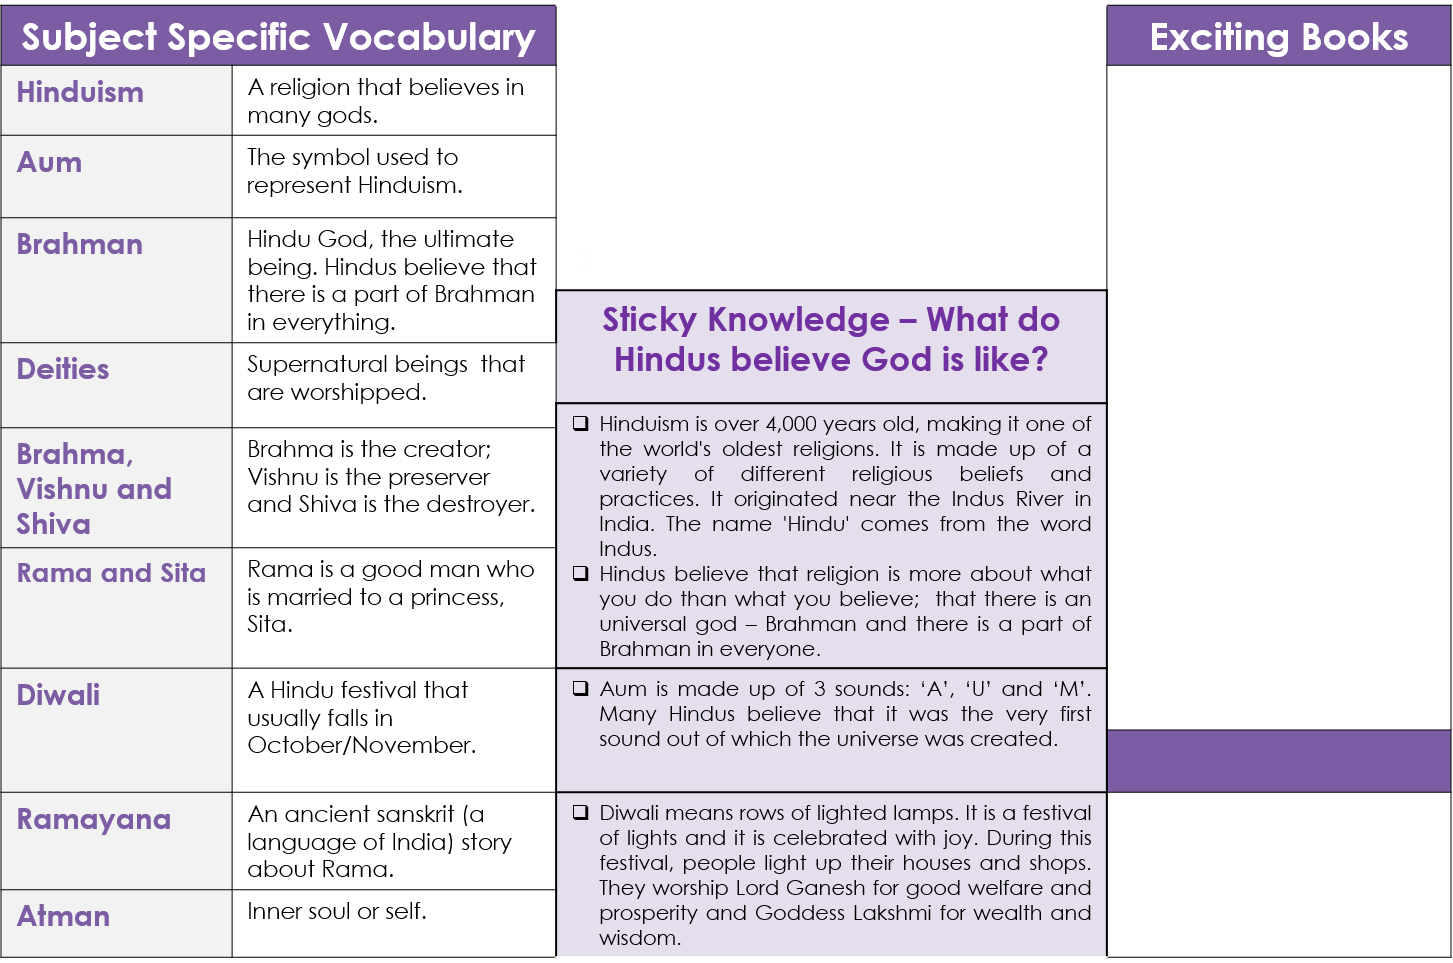 Subject Specific Vocabulary
Hinduism
A religion that believes in
many gods.
Aum
The symbol used to
represent Hinduism.
Brahman
Hindu God, the ultimate
being. Hindus believe that
there is a part of Brahman
in everything.
Deities
Supernatural beings  that
are worshipped.
Brahma,
Vishnu and
Shiva
Brahma is the creator;
Vishnu is the preserver
and Shiva is the destroyer.
Rama and Sita
Rama is a good man who
is married to a princess,
Sita.
Diwali
A Hindu festival that
usually falls in
October/November.
Ramayana
An ancient sanskrit (a
language of India) story
about Rama.
Atman
Inner soul or self.
Sticky Knowledge – What do
Hindus believe God is like?
❑ Hinduism is over 4,000 years old, making it one of
the world's oldest religions. It is made up of a
variety of different religious beliefs and
practices. It originated near the Indus River in
India. The name 'Hindu' comes from the word
Indus.
❑ Hindus believe that religion is more about what
you do than what you believe;  that there is an
universal god – Brahman and there is a part of
Brahman in everyone.
❑ Aum is made up of 3 sounds: ‘A’, ‘U’ and ‘M’.
Many Hindus believe that it was the very first
sound out of which the universe was created.
❑ Diwali means rows of lighted lamps. It is a festival
of lights and it is celebrated with joy. During this
festival, people light up their houses and shops.
They worship Lord Ganesh for good welfare and
prosperity and Goddess Lakshmi for wealth and
wisdom.
Exciting Books